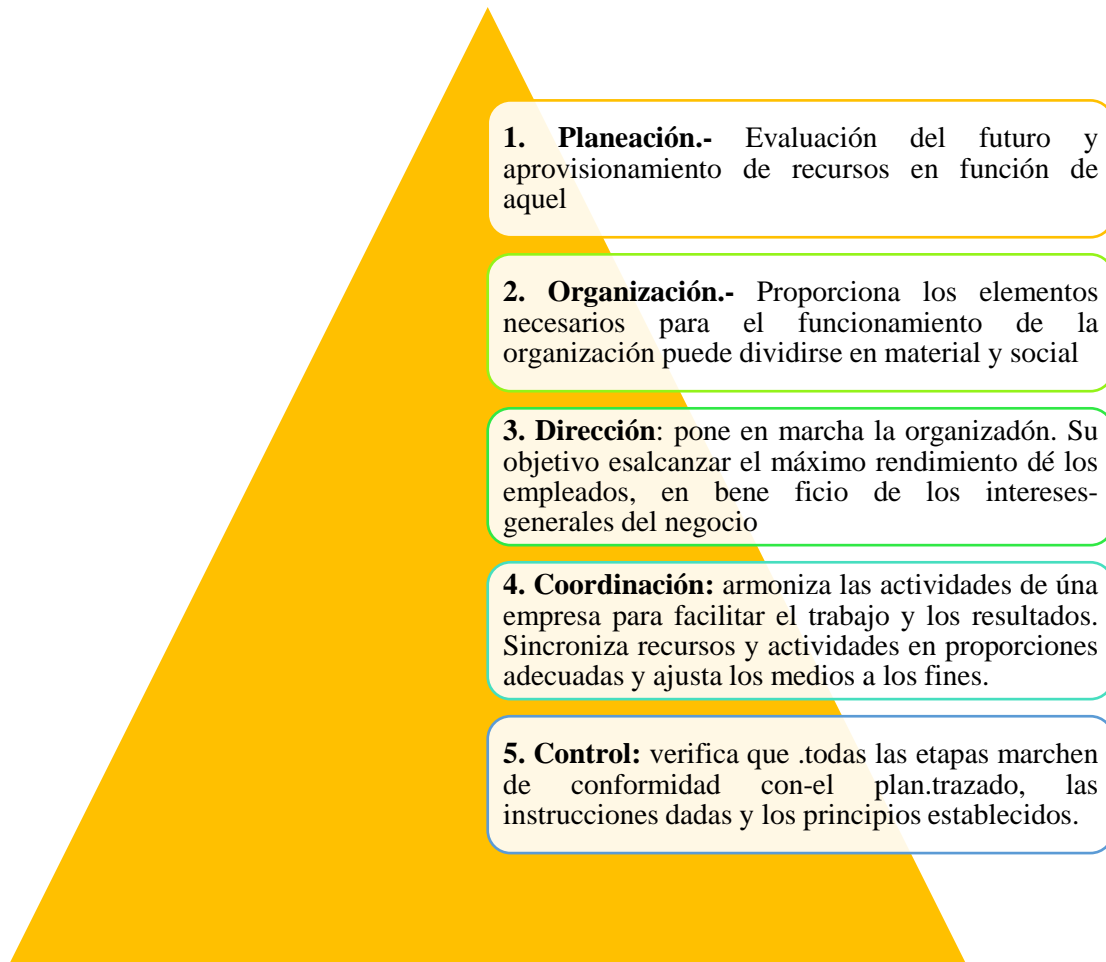 1. Planeación.- Evaluación del futuro y
aprovisionamiento de recursos en función de
aquel
2. Organización.- Proporciona los elementos
necesarios para el funcionamiento de la
organización puede dividirse en material y social
3. Dirección: pone en marcha la organizadón. Su
objetivo esalcanzar el máximo rendimiento dé los
empleados, en bene ficio de los intereses-
generales del negocio
4. Coordinación: armoniza las actividades de úna
empresa para facilitar el trabajo y los resultados.
Sincroniza recursos y actividades en proporciones
adecuadas y ajusta los medios a los fines.
5. Control: verifica que .todas las etapas marchen
de conformidad con-el plan.trazado, las
instrucciones dadas y los principios establecidos.